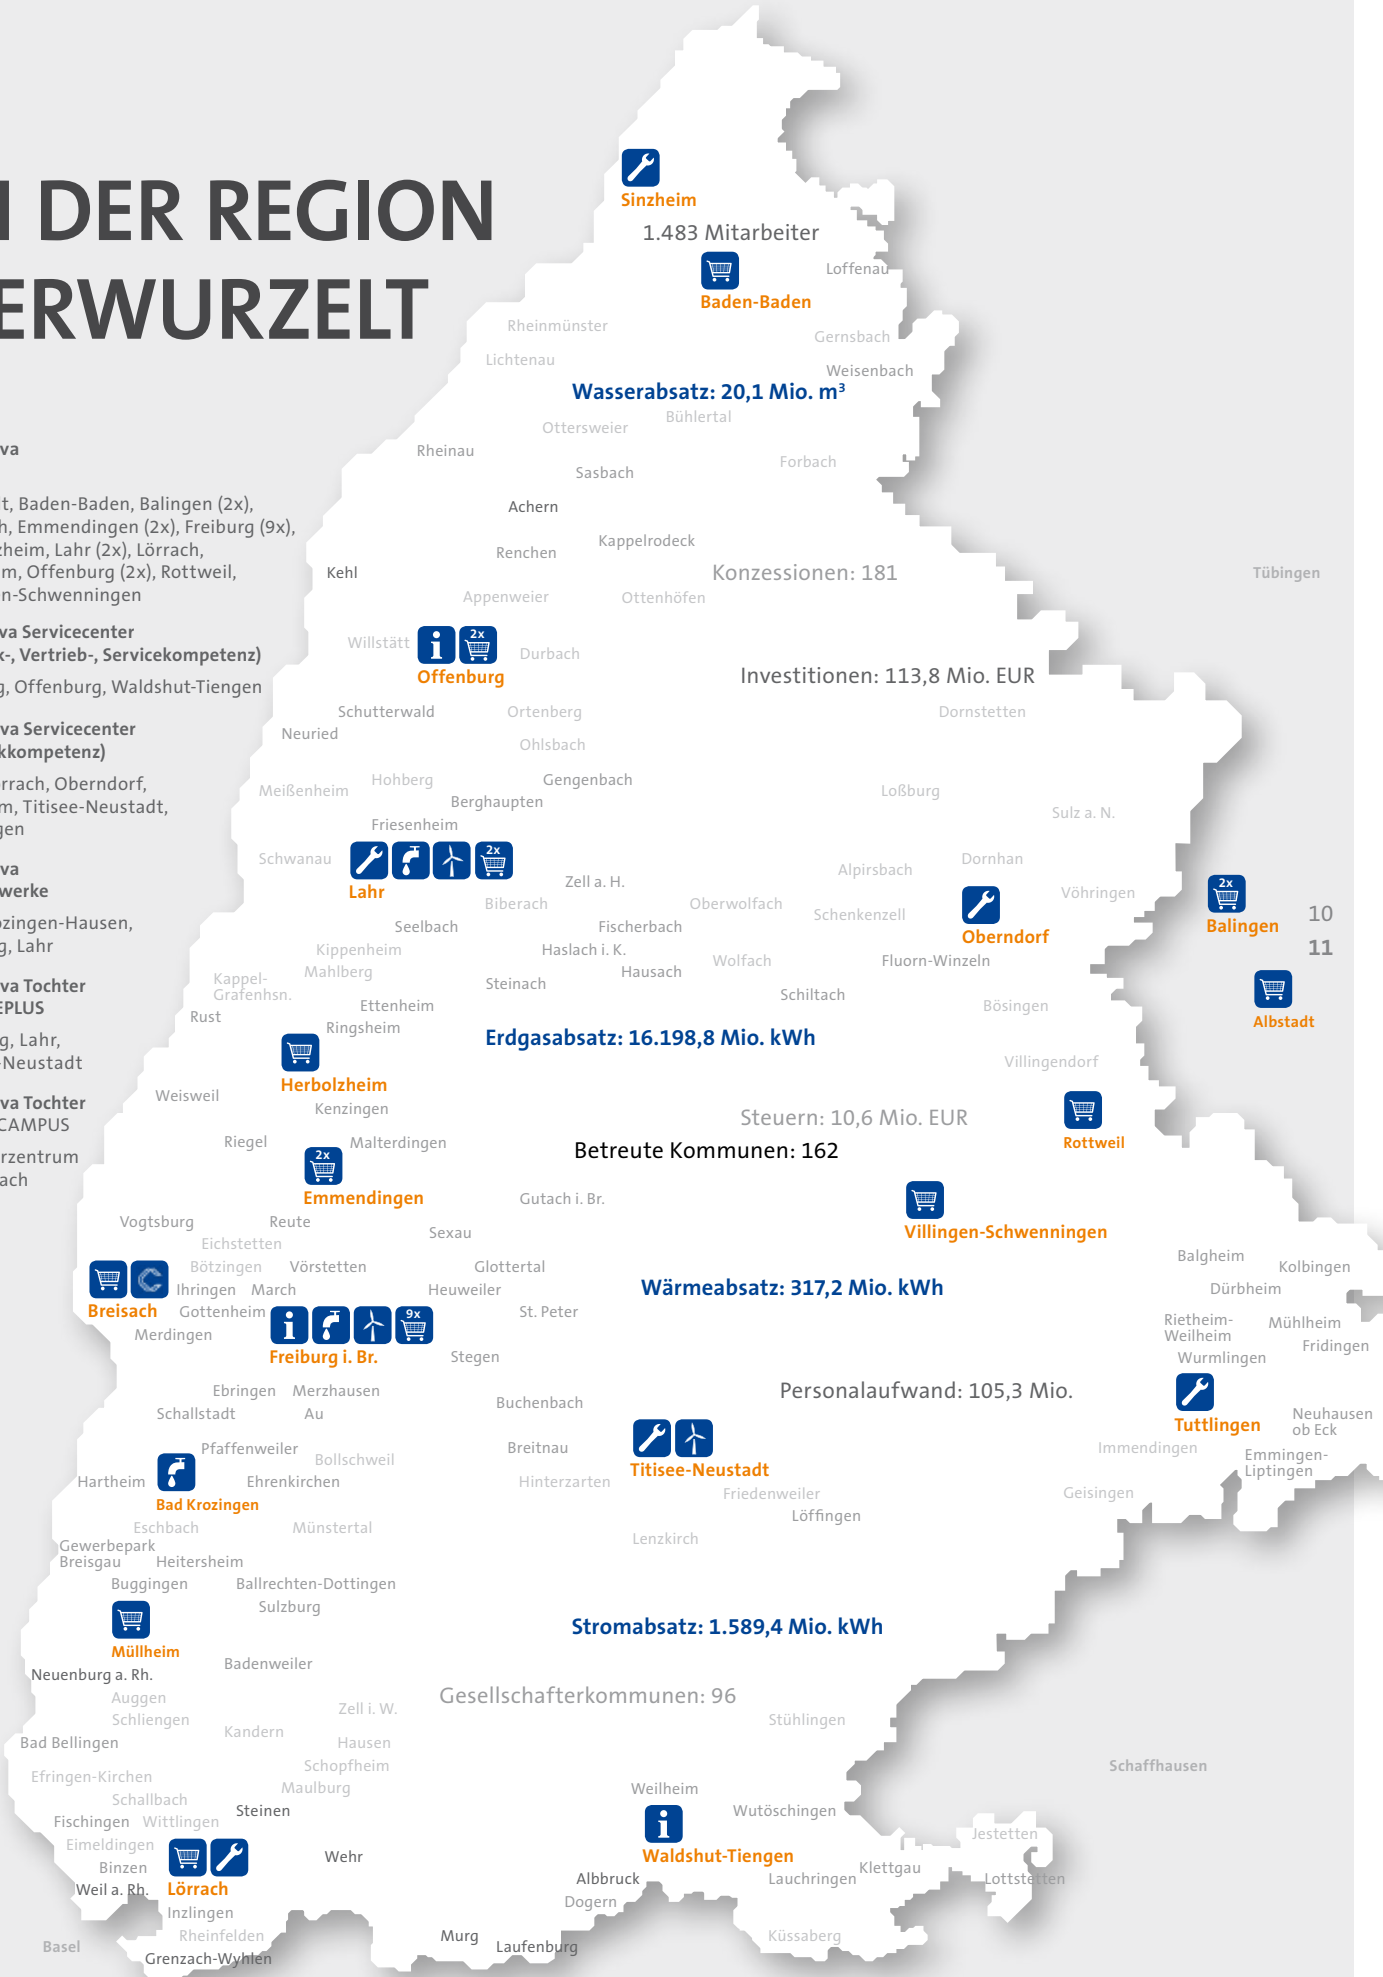 DER REGION
ERWURZELT
va
t, Baden-Baden, Balingen (2x),
h, Emmendingen (2x), Freiburg (9x),
zheim, Lahr (2x), Lörrach,
m, Offenburg (2x), Rottweil,
n-Schwenningen
va Servicecenter
k-, Vertrieb-, Servicekompetenz)
g, Offenburg, Waldshut-Tiengen
va Servicecenter
kkompetenz)
rrach, Oberndorf,
m, Titisee-Neustadt,
gen
va
werke
ozingen-Hausen,
g, Lahr
va Tochter
EPLUS
g, Lahr,
-Neustadt
va Tochter
CAMPUS
rzentrum
ach
Sinzheim
1.483 Mitarbeiter
Loffenau
Baden-Baden
Rheinmünster
Gernsbach
Lichtenau
Weisenbach
Wasserabsatz: 20,1 Mio. m³
Bühlertal
Ottersweier
Rheinau
Forbach
Sasbach
Achern
Kappelrodeck
Renchen
Kehl
Konzessionen: 181
Tübingen
Appenweier
Ottenhöfen
2x
Willstätt
Durbach
Offenburg
Investitionen: 113,8 Mio. EUR
Schutterwald
Ortenberg
Dornstetten
Neuried
Ohlsbach
Hohberg
Gengenbach
Meißenheim
Loßburg
Berghaupten
Sulz a. N.
Friesenheim
2x
Schwanau
Dornhan
Alpirsbach
Lahr
Zell a. H.
Vöhringen
2x
Biberach
Oberwolfach
Schenkenzell
10
Seelbach
Fischerbach
Balingen
Oberndorf
Kippenheim
Haslach i. K.
11
Mahlberg
Hausach
Wolfach
Fluorn-Winzeln
Kappel-
Grafenhsn.
Steinach
Schiltach
Ettenheim
Bösingen
Rust
Ringsheim
Albstadt
Erdgasabsatz: 16.198,8 Mio. kWh
Villingendorf
Herbolzheim
Weisweil
Kenzingen
Steuern: 10,6 Mio. EUR
Riegel
Malterdingen
Rottweil
Betreute Kommunen: 162
2x
Emmendingen
Gutach i. Br.
Vogtsburg
Reute
Sexau
Villingen-Schwenningen
Eichstetten
Balgheim
Bötzingen
Vörstetten
Glottertal
Kolbingen
Ihringen
March
Heuweiler
Wärmeabsatz: 317,2 Mio. kWh
Dürbheim
Breisach
Gottenheim
9x
St. Peter
Rietheim-
Weilheim
Mühlheim
Merdingen
Fridingen
Freiburg i. Br.
Stegen
Wurmlingen
Ebringen
Merzhausen
Personalaufwand: 105,3 Mio.
Buchenbach
Schallstadt
Au
Neuhausen
ob Eck
Tuttlingen
Pfaffenweiler
Breitnau
Immendingen
Bollschweil
Emmingen-
Liptingen
Titisee-Neustadt
Hartheim
Ehrenkirchen
Hinterzarten
Friedenweiler
Geisingen
Bad Krozingen
Löffingen
Eschbach
Münstertal
Lenzkirch
Gewerbepark
Breisgau
Heitersheim
Buggingen
Ballrechten-Dottingen
Sulzburg
Stromabsatz: 1.589,4 Mio. kWh
Müllheim
Badenweiler
Neuenburg a. Rh.
Auggen
Gesellschafterkommunen: 96
Zell i. W.
Schliengen
Stühlingen
Kandern
Bad Bellingen
Hausen
Schopfheim
Schaffhausen
Efringen-Kirchen
Maulburg
Weilheim
Schallbach
Steinen
Wutöschingen
Fischingen
Wittlingen
Jestetten
Eimeldingen
Wehr
Waldshut-Tiengen
Binzen
Klettgau
Albbruck
Lauchringen
Lottstetten
Weil a. Rh.
Lörrach
Dogern
Inzlingen
Rheinfelden
Murg
Küssaberg
Basel
Laufenburg
Grenzach-Wyhlen